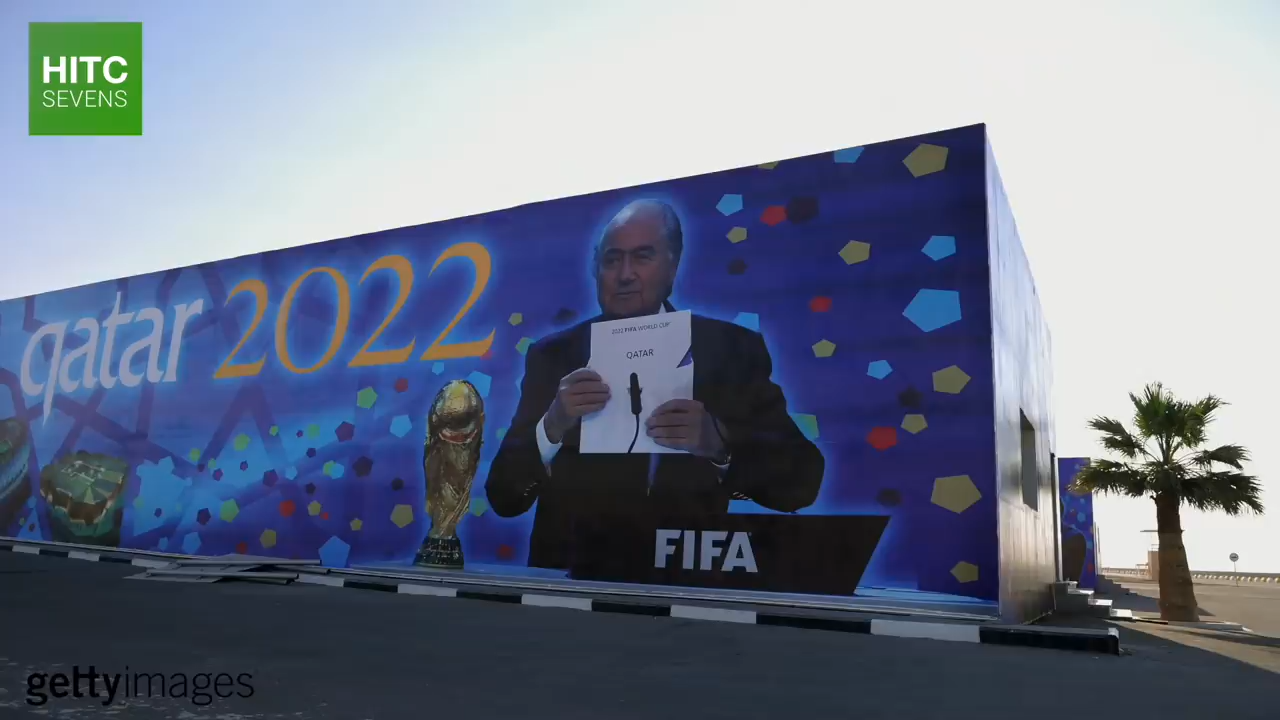 HITC
SEVENS
qatar 2022
2022 FIFA WORLD CUP
QATAR
FIFA
gettyimages